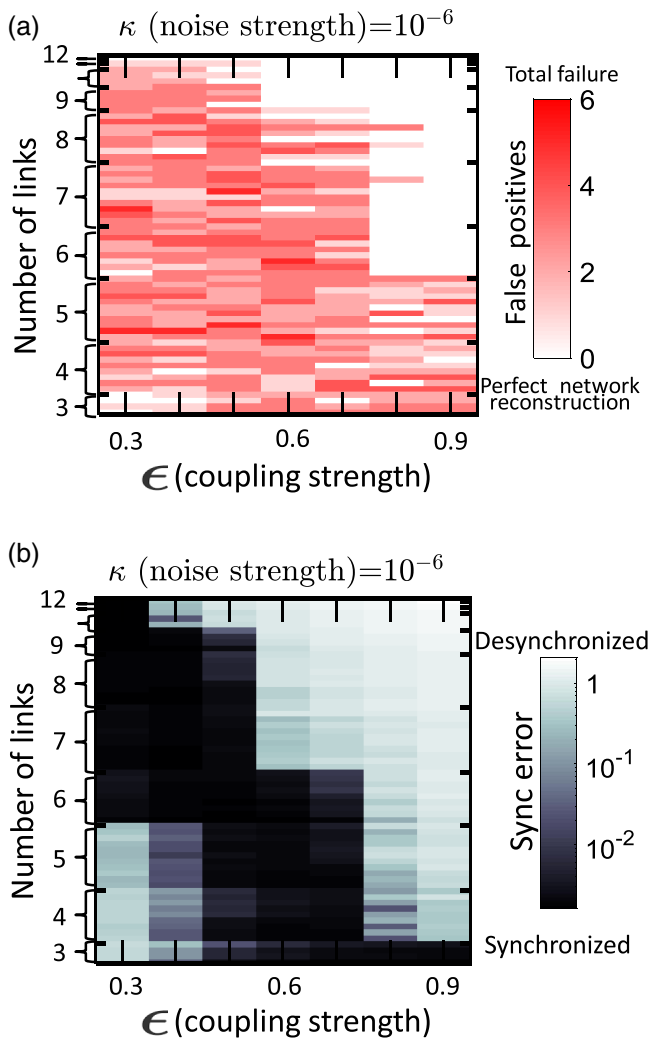 (a)
κ (noise strength)=10⁻⁶
12
9
8
7
6
5
4
3
Number of links
0.3
0.6
0.9
ϵ (coupling strength)
Total failure
6
4
2
0
False positives
Perfect network
reconstruction
(b)
κ (noise strength)=10⁻⁶
12
9
8
7
6
5
4
3
Number of links
0.3
0.6
0.9
ϵ (coupling strength)
Desynchronized
1
10⁻¹
10⁻²
Sync error
Synchronized